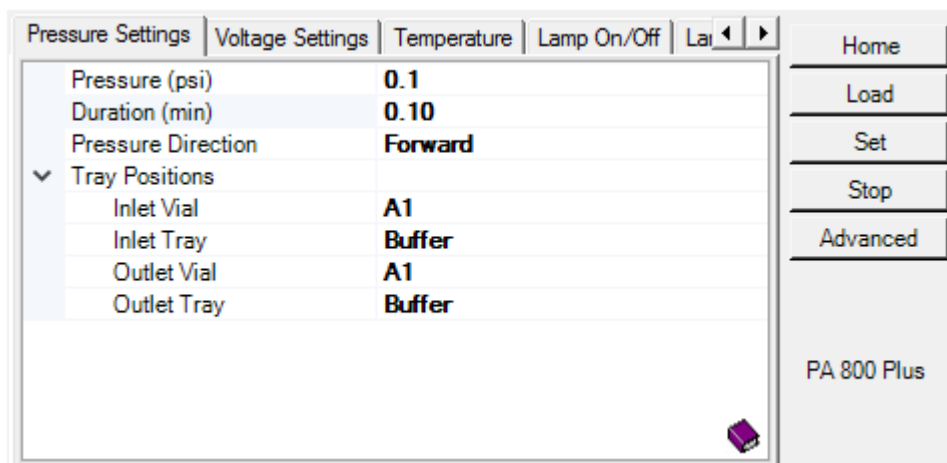 Pressure Settings Voltage Settings Temperature Lamp On/Off
Pressure (psi) 0.1
Duration (min) 0.10
Pressure Direction Forward
Tray Positions
Inlet Vial A1
Inlet Tray Buffer
Outlet Vial A1
Outlet Tray Buffer
Home
Load
Set
Stop
Advanced
PA 800 Plus